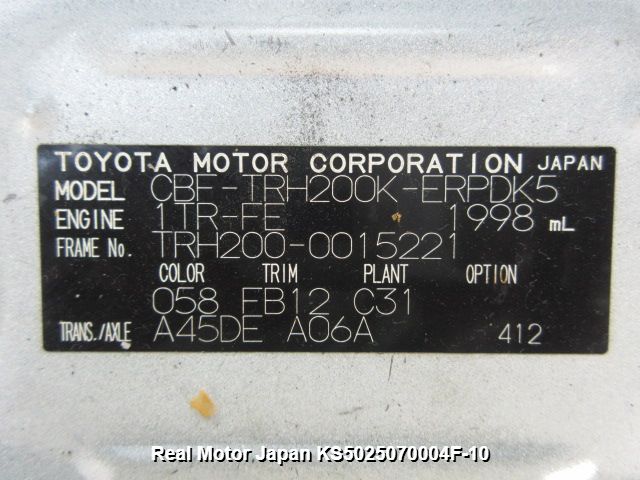 TOYOTA MOTOR CORPORATION JAPAN
MODEL CBF-TRH200K-ERPDK5
ENGINE 1TR-FE 1998 mL
FRAME No. TRH200-0015221
COLOR TRIM PLANT OPTION
058 FB12 C31
TRANS./AXLE A45DE A06A 412
Real Motor Japan KS5025070004F-10